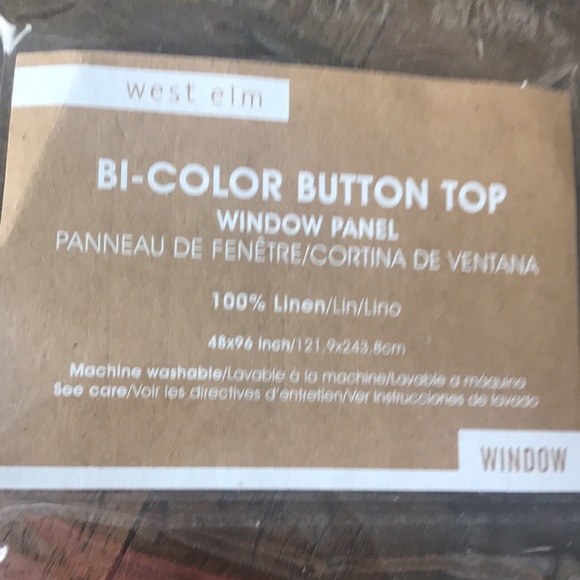 west elm
BI-COLOR BUTTON TOP
WINDOW PANEL
PANNEAU DE FENÊTRE/CORTINA DE VENTANA
100% Linen/Lin/Lino
48x96 inch/121.9x243.8cm
Machine washable/Lavable à la machine/Lavable a máquina
See care/Voir les directives d'entretien/Ver instrucciones de lavado
WINDOW